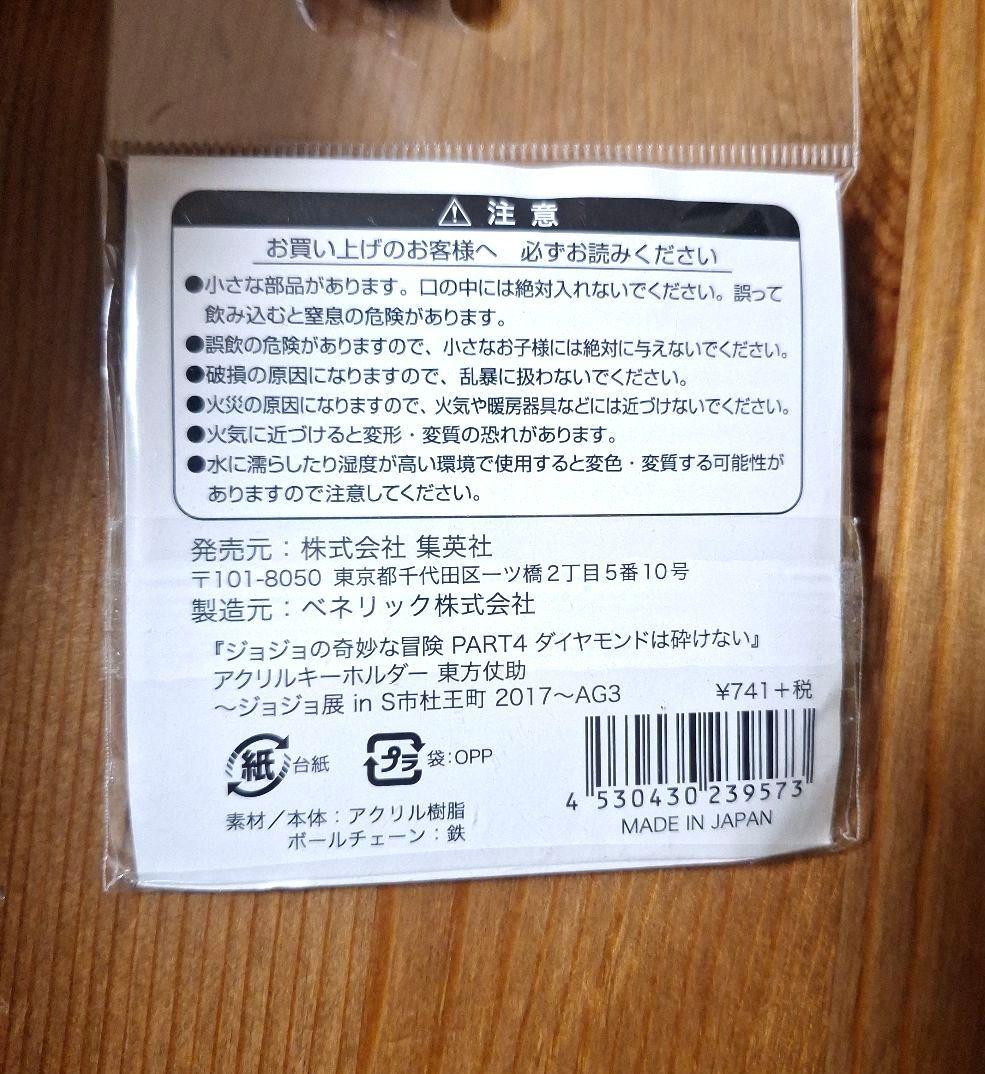 ⚠ 注意
お買い上げのお客様へ 必ずお読みください
●小さな部品があります。口の中には絶対入れないでください。誤って
飲み込むと窒息の危険があります。
●誤飲の危険がありますので、小さなお子様には絶対に与えないでください。
●破損の原因になりますので、乱暴に扱わないでください。
●火災の原因になりますので、火気や暖房器具などには近づけないでください。
●火気に近づけると変形・変質の恐れがあります。
●水に濡らしたり湿度が高い環境で使用すると変色・変質する可能性が
ありますので注意してください。
発売元：株式会社 集英社
〒101-8050 東京都千代田区一ツ橋2丁目5番10号
製造元：ベネリック株式会社
『ジョジョの奇妙な冒険 PART4 ダイヤモンドは砕けない』
アクリルキーホルダー 東方仗助
～ジョジョ展 in S市杜王町 2017～AG3
¥741＋税
紙 台紙
プラ 袋：OPP
4 530430 239573
MADE IN JAPAN
素材／本体：アクリル樹脂
ボールチェーン：鉄